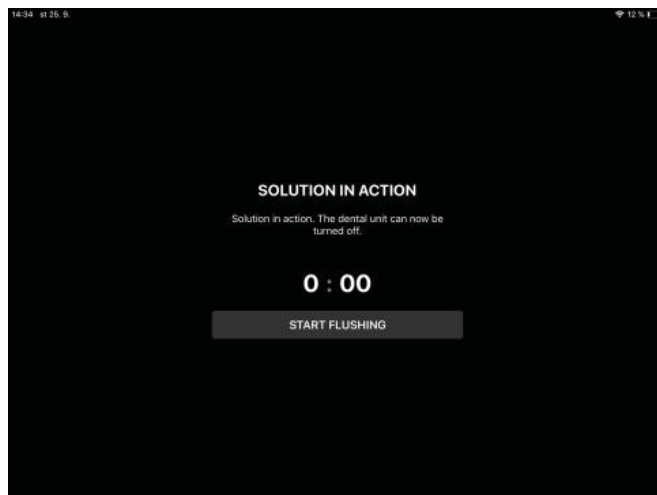 14:34 st 25. 9.
12 %
SOLUTION IN ACTION
Solution in action. The dental unit can now be
turned off.
0 : 00
START FLUSHING